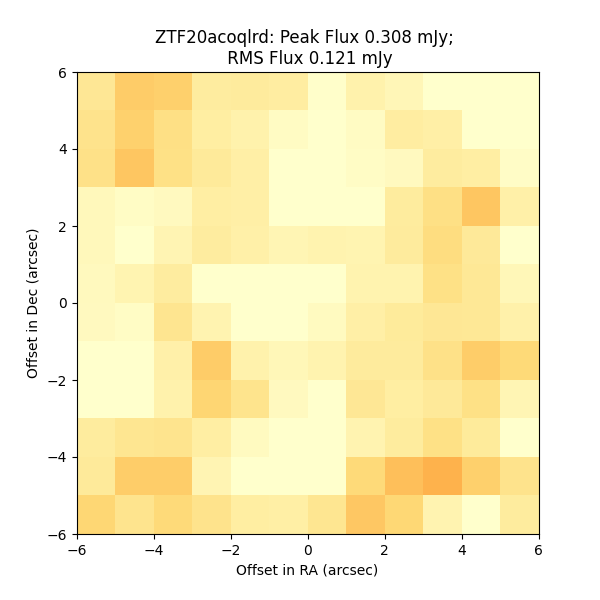 ZTF20acoqlrd: Peak Flux 0.308 mJy;
RMS Flux 0.121 mJy
6
4
2
0
−2
−4
−6
Offset in Dec (arcsec)
−6 −4 −2 0 2 4 6
Offset in RA (arcsec)